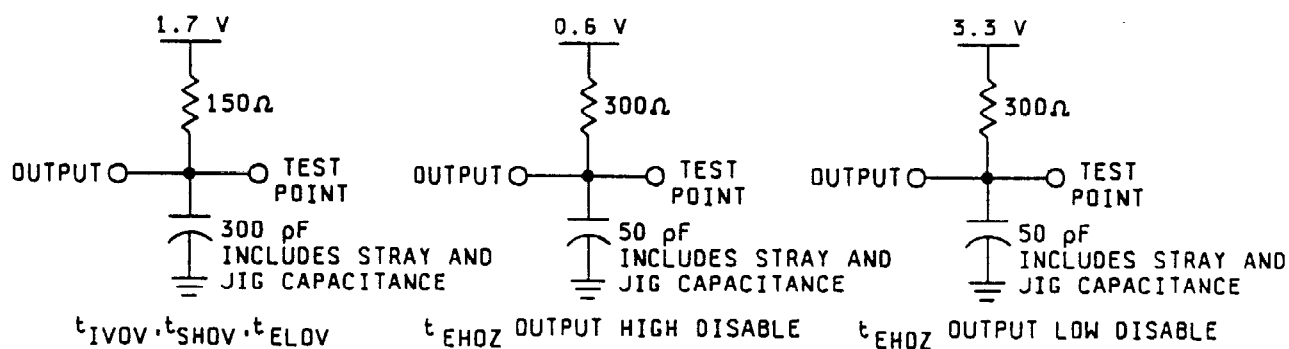 1.7 V
150Ω
OUTPUT
TEST
POINT
300 pF
INCLUDES STRAY AND
JIG CAPACITANCE
tIVOV, tSHOV, tELOV
0.6 V
300Ω
OUTPUT
TEST
POINT
50 pF
INCLUDES STRAY AND
JIG CAPACITANCE
tEHOZ OUTPUT HIGH DISABLE
3.3 V
300Ω
OUTPUT
TEST
POINT
50 pF
INCLUDES STRAY AND
JIG CAPACITANCE
tEHOZ OUTPUT LOW DISABLE